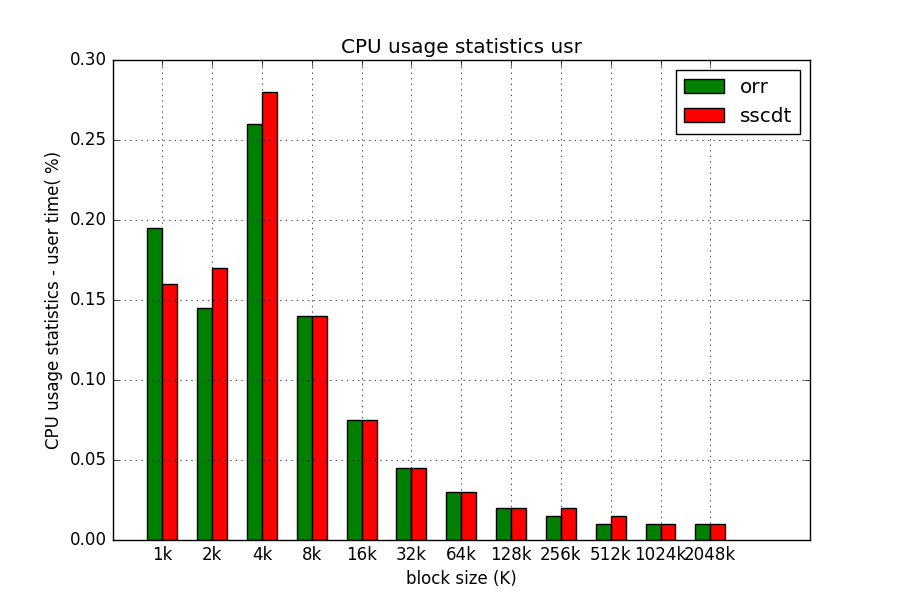 CPU usage statistics usr
orr
sscdt
CPU usage statistics - user time( %)
0.30
0.25
0.20
0.15
0.10
0.05
0.00
1k 2k 4k 8k 16k 32k 64k 128k 256k 512k 1024k 2048k
block size (K)